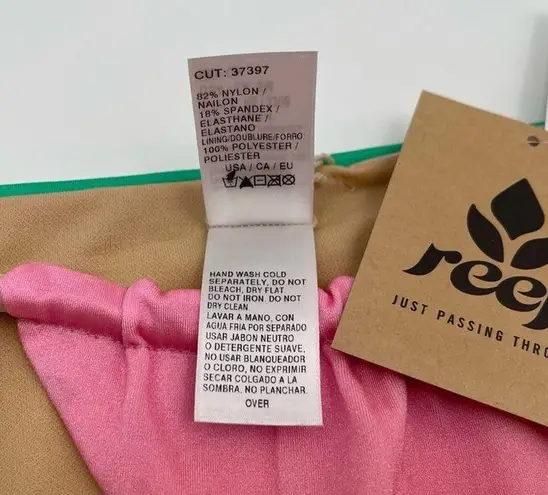 CUT: 37397
82% NYLON /
NAILON
18% SPANDEX /
ELASTHANE /
ELASTANO
LINING/DOUBLURE/FORRO:
100% POLYESTER /
POLIESTER
USA / CA / EU
HAND WASH COLD
SEPARATELY, DO NOT
BLEACH, DRY FLAT.
DO NOT IRON. DO NOT
DRY CLEAN.
LAVAR A MANO, CON
AGUA FRIA POR SEPARADO
USAR JABON NEUTRO
O DETERGENTE SUAVE.
NO USAR BLANQUEADOR
O CLORO, NO EXPRIMIR
SECAR COLGADO A LA
SOMBRA. NO PLANCHAR.
OVER
reef
JUST PASSING THRO